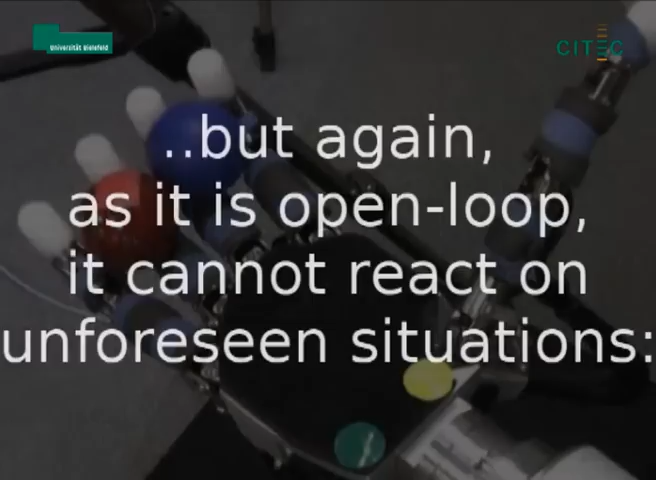 Universität Bielefeld
CITEC
..but again,
as it is open-loop,
it cannot react on
unforeseen situations: